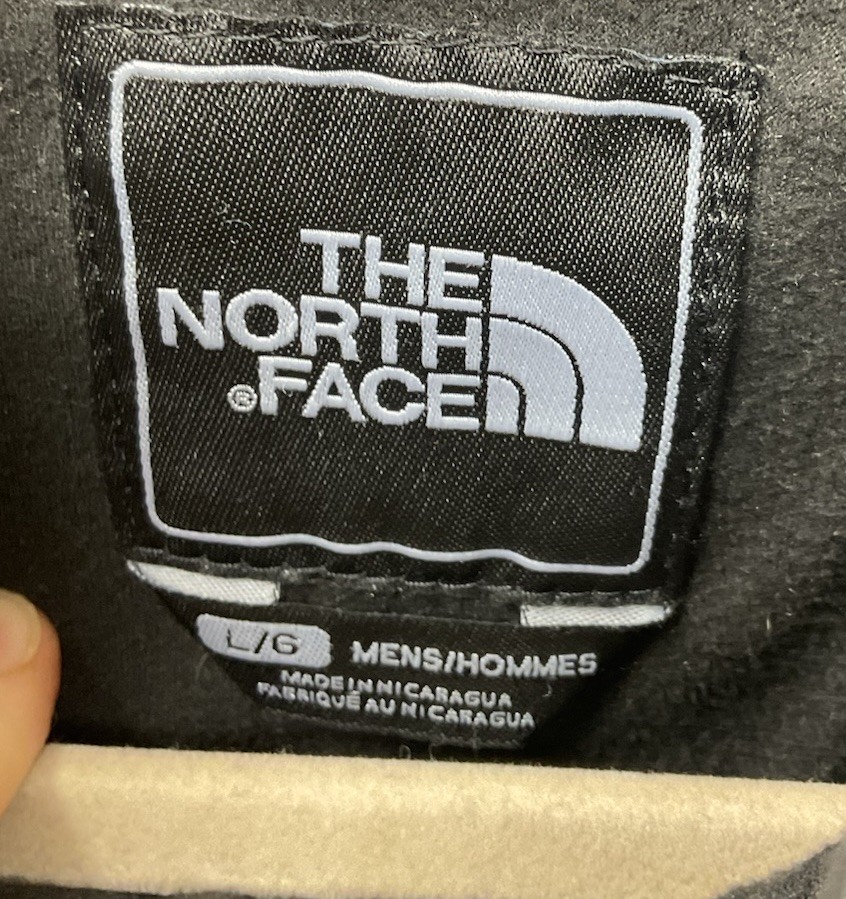 THE
NORTH
®FACE
L/G MENS/HOMMES
MADE IN NICARAGUA
FABRIQUÉ AU NICARAGUA